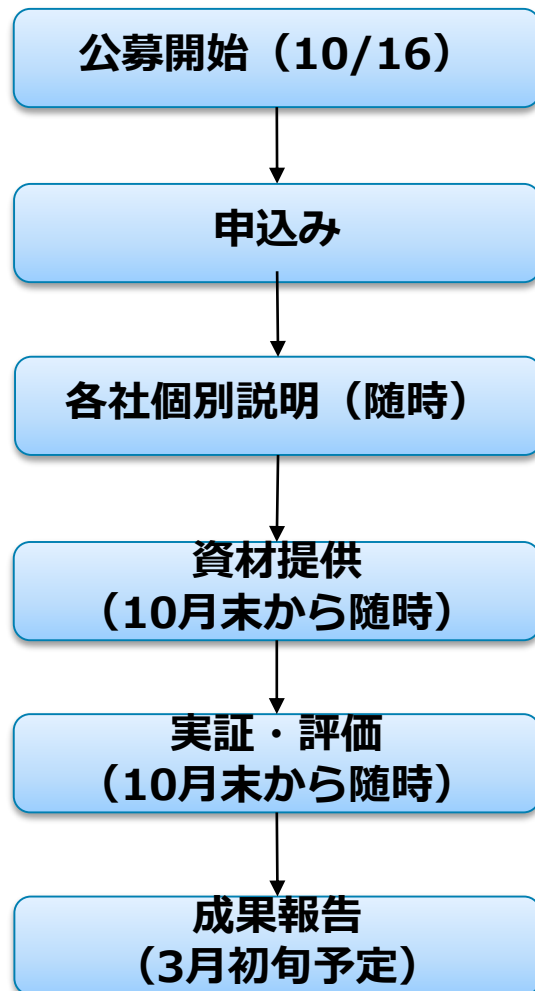 公募開始（10/16）
申込み
各社個別説明（随時）
資材提供
（10月末から随時）
実証・評価
（10月末から随時）
成果報告
（3月初旬予定）